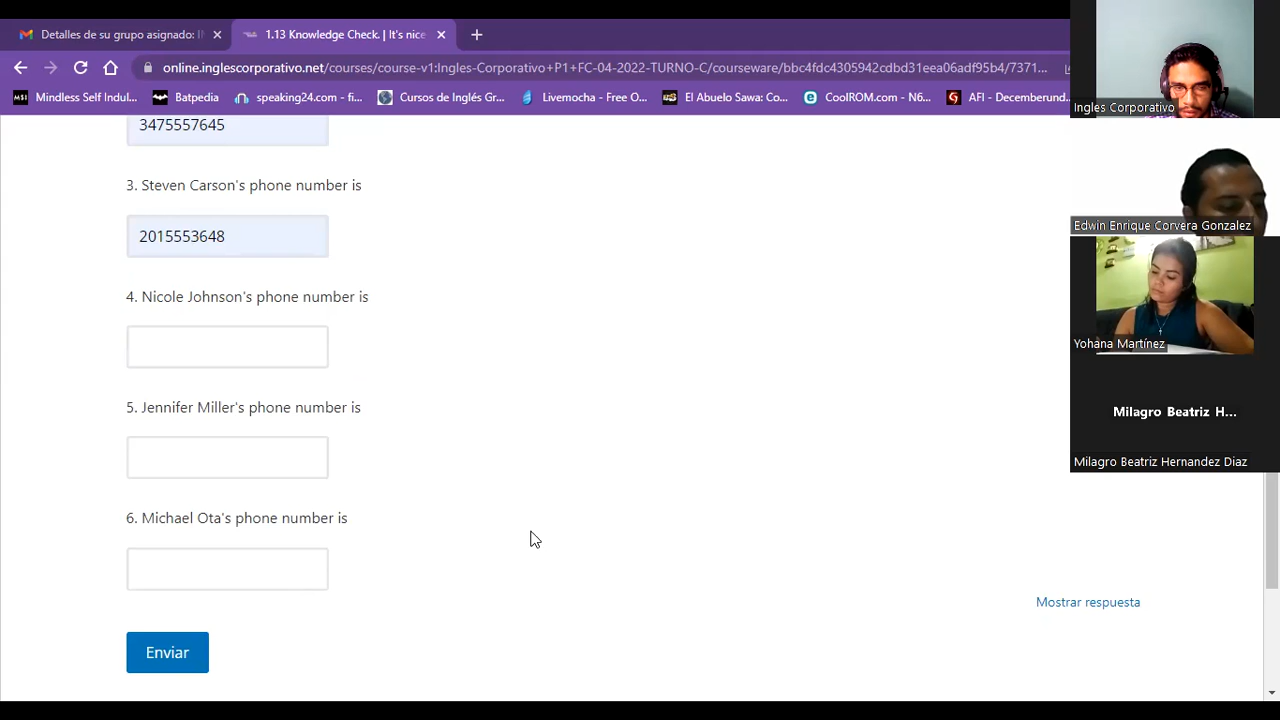 Detalles de su grupo asignado: I
1.13 Knowledge Check. | It's nice
online.inglescorporativo.net/courses/course-v1:Ingles-Corporativo+P1+FC-04-2022-TURNO-C/courseware/bbc4fdc4305942cdbd31eea06adf95b4/7371...
Mindless Self Indul...
Batpedia
speaking24.com - fi...
Cursos de Inglés Gr...
Livemocha - Free O...
El Abuelo Sawa: Co...
CoolROM.com - N6...
AFI - Decemberund...
3475557645
3. Steven Carson's phone number is
2015553648
4. Nicole Johnson's phone number is
5. Jennifer Miller's phone number is
6. Michael Ota's phone number is
Mostrar respuesta
Enviar
Ingles Corporativo
Edwin Enrique Corvera Gonzalez
Yohana Martínez
Milagro Beatriz H...
Milagro Beatriz Hernandez Diaz